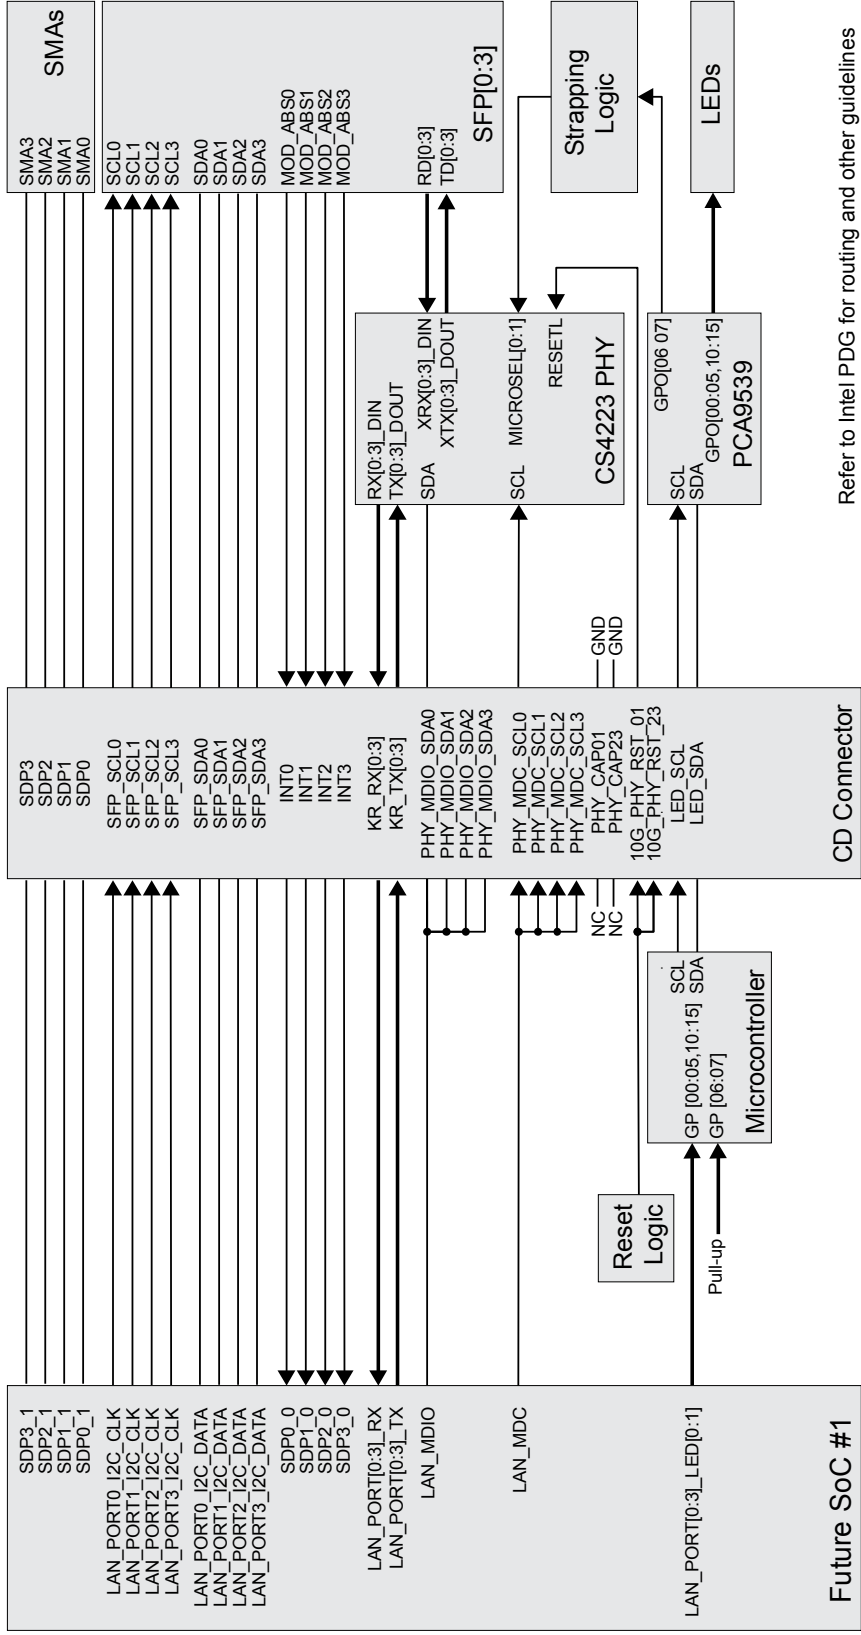 SDP3_1
SDP2_1
SDP1_1
SDP0_1
LAN_PORT0_I2C_CLK
LAN_PORT1_I2C_CLK
LAN_PORT2_I2C_CLK
LAN_PORT3_I2C_CLK
LAN_PORT0_I2C_DATA
LAN_PORT1_I2C_DATA
LAN_PORT2_I2C_DATA
LAN_PORT3_I2C_DATA
SDP0_0
SDP1_0
SDP2_0
SDP3_0
LAN_PORT[0:3]_RX
LAN_PORT[0:3]_TX
LAN_MDIO
LAN_MDC
LAN_PORT[0:3]_LED[0:1]
Future SoC #1
Pull-up
Reset
Logic
GP [00:05,10:15]
GP [06:07]
SCL
SDA
Microcontroller
NC
NC
SDP3
SDP2
SDP1
SDP0
SFP_SCL0
SFP_SCL1
SFP_SCL2
SFP_SCL3
SFP_SDA0
SFP_SDA1
SFP_SDA2
SFP_SDA3
INT0
INT1
INT2
INT3
KR_RX[0:3]
KR_TX[0:3]
PHY_MDIO_SDA0
PHY_MDIO_SDA1
PHY_MDIO_SDA2
PHY_MDIO_SDA3
PHY_MDC_SCL0
PHY_MDC_SCL1
PHY_MDC_SCL2
PHY_MDC_SCL3
PHY_CAP01
PHY_CAP23
10G_PHY_RST_01
10G_PHY_RST_23
LED_SCL
LED_SDA
CD Connector
GND
GND
RX[0:3]_DIN
TX[0:3]_DOUT
SDA
XRX[0:3]_DIN
XTX[0:3]_DOUT
SCL
MICROSEL[0:1]
RESETL
CS4223 PHY
SCL
SDA
GPO[06 07]
GPO[00:05,10:15]
PCA9539
SMA3
SMA2
SMA1
SMA0
SMAs
SCL0
SCL1
SCL2
SCL3
SDA0
SDA1
SDA2
SDA3
MOD_ABS0
MOD_ABS1
MOD_ABS2
MOD_ABS3
RD[0:3]
TD[0:3]
SFP[0:3]
Strapping
Logic
LEDs
Refer to Intel PDG for routing and other guidelines